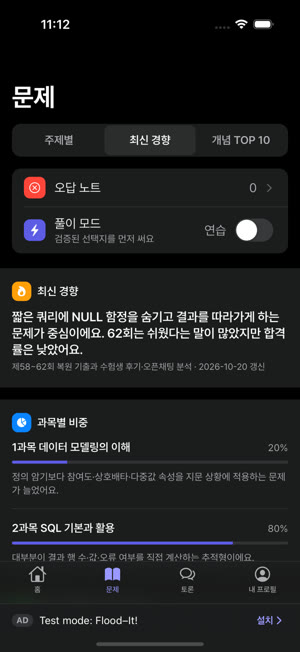 11:12
문제
주제별
최신 경향
개념 TOP 10
오답 노트
0
풀이 모드
검증된 선택지를 먼저 써요
연습
최신 경향
짧은 쿼리에 NULL 함정을 숨기고 결과를 따라가게 하는
문제가 중심이에요. 62회는 쉬웠다는 말이 많았지만 합격
률은 낮았어요.
제58~62회 복원 기출과 수험생 후기·오픈채팅 분석 · 2026-10-20 갱신
과목별 비중
1과목 데이터 모델링의 이해
20%
정의 암기보다 참여도·상호배타·다중값 속성을 지문 상황에 적용하는 문제
가 늘었어요.
2과목 SQL 기본과 활용
80%
대부분이 결과 행 수·값·오류 여부를 직접 계산하는 추적형이에요.
홈
문제
토론
내 프로필
AD
Test mode: Flood-It!
설치